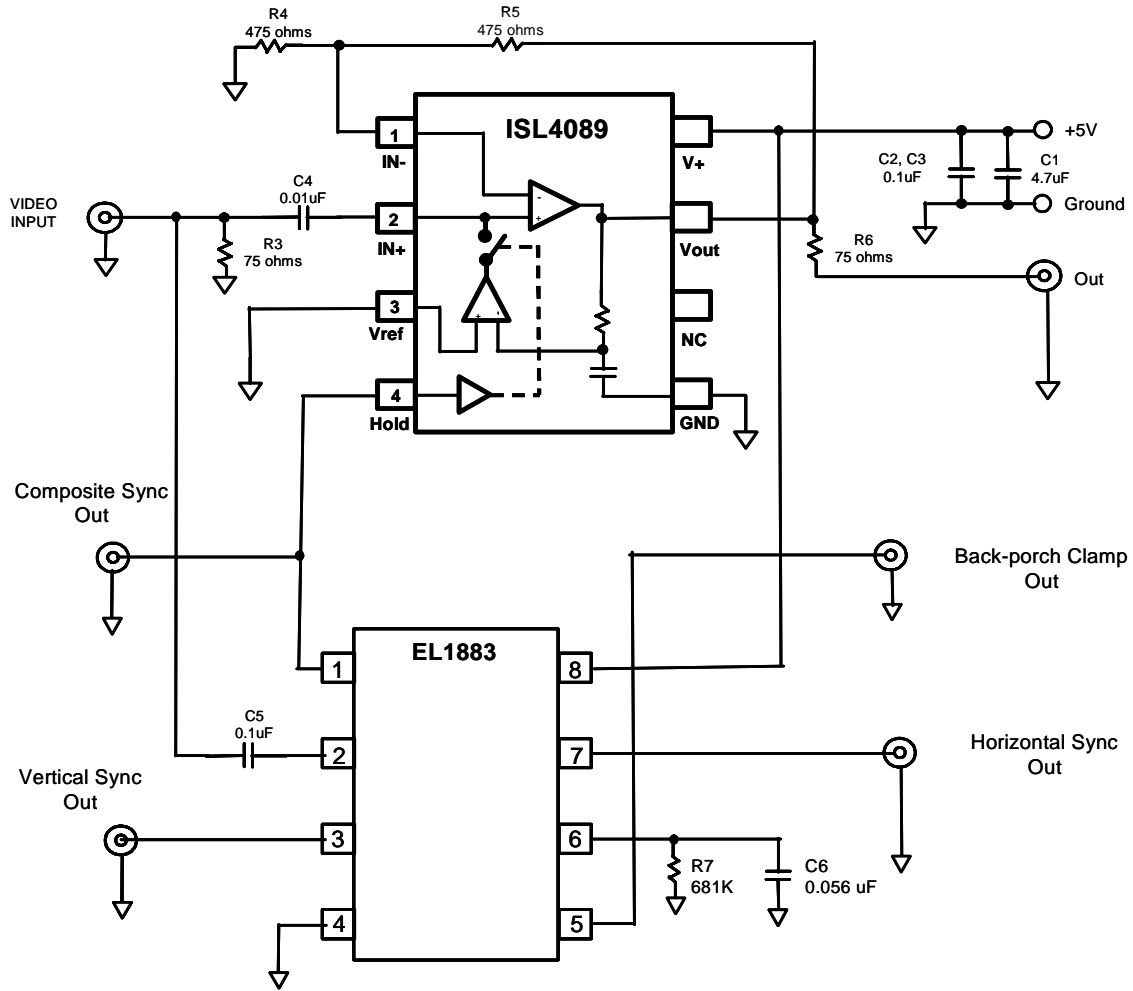 R4
475 ohms
R5
475 ohms
ISL4089
1
IN-
V+
C2, C3
0.1uF
C1
4.7uF
+5V
Ground
VIDEO
INPUT
C4
0.01uF
R3
75 ohms
2
IN+
-
+
Vout
R6
75 ohms
Out
3
Vref
+
-
NC
4
Hold
GND
Composite Sync
Out
Back-porch Clamp
Out
EL1883
1
8
C5
0.1uF
2
7
Horizontal Sync
Out
Vertical Sync
Out
3
6
R7
681K
C6
0.056 uF
4
5